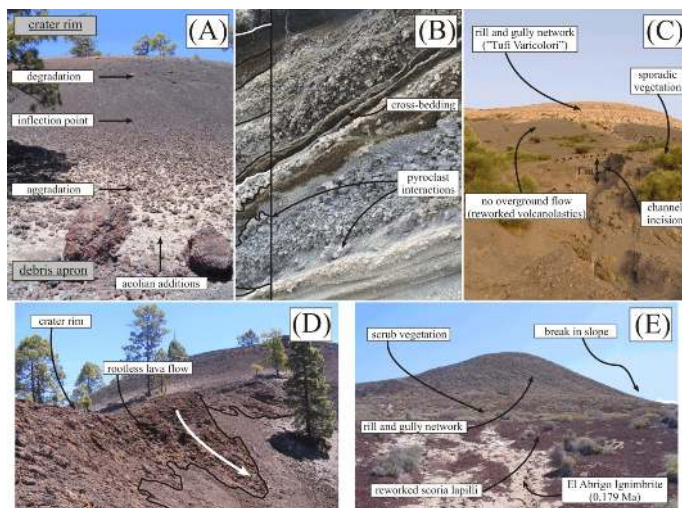 crater rim
(A)
degradation
inflection point
aggradation
debris apron
aeolian additions
(B)
cross-bedding
pyroclast
interactions
(C)
rill and gully network
("Tufi Varicolori")
sporadic
vegetation
no overground flow
(reworked volcanolastics)
channel
incision
(D)
crater rim
rootless lava flow
(E)
scrub vegetation
break in slope
rill and gully network
reworked scoria lapilli
El Abrigo Ignimbrite
(0.179 Ma)